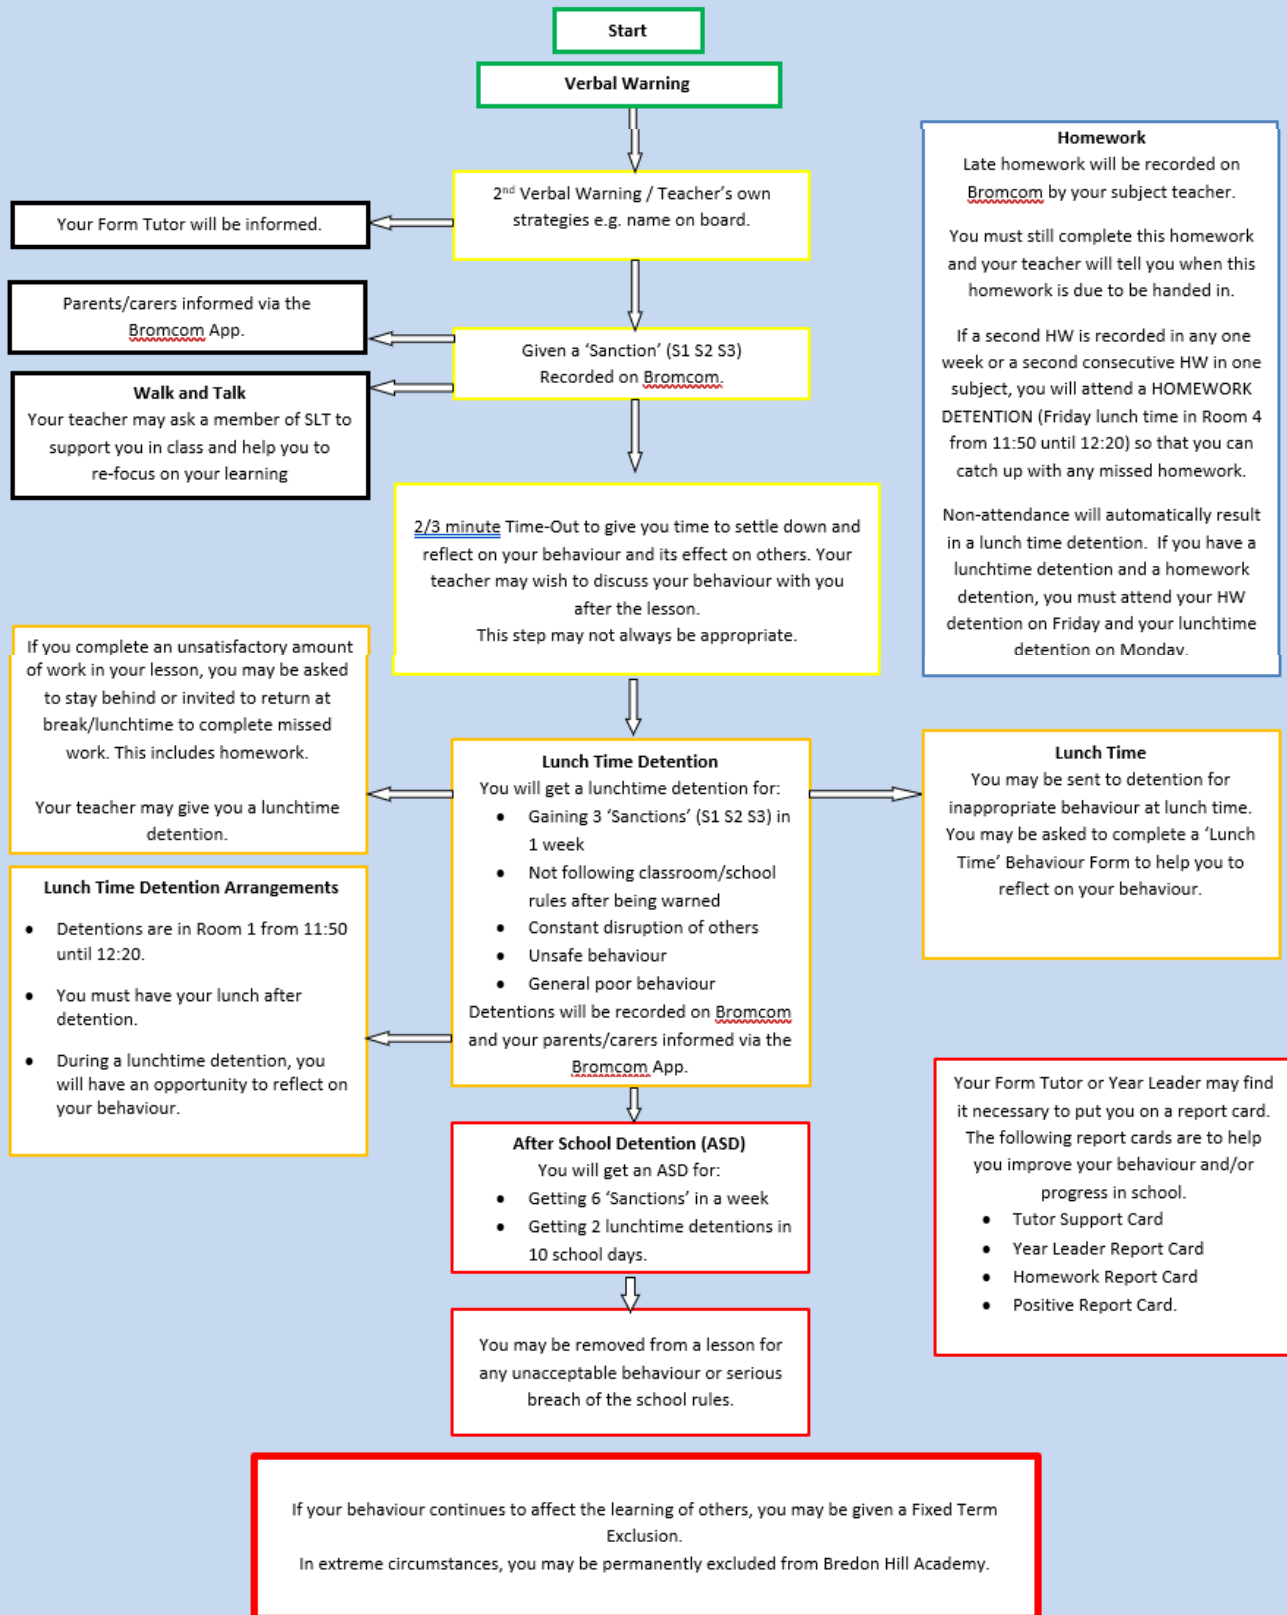 Start
Verbal Warning
2nd Verbal Warning / Teacher's own
strategies e.g. name on board.
Your Form Tutor will be informed.
Parents/carers informed via the
Bromcom App.
Given a 'Sanction' (S1 S2 S3)
Recorded on Bromcom.
Walk and Talk
Your teacher may ask a member of SLT to
support you in class and help you to
re-focus on your learning
Homework
Late homework will be recorded on
Bromcom by your subject teacher.
You must still complete this homework
and your teacher will tell you when this
homework is due to be handed in.
If a second HW is recorded in any one
week or a second consecutive HW in one
subject, you will attend a HOMEWORK
DETENTION (Friday lunch time in Room 4
from 11:50 until 12:20) so that you can
catch up with any missed homework.
Non-attendance will automatically result
in a lunch time detention. If you have a
lunchtime detention and a homework
detention, you must attend your HW
detention on Friday and your lunchtime
detention on Monday.
2/3 minute Time-Out to give you time to settle down and
reflect on your behaviour and its effect on others. Your
teacher may wish to discuss your behaviour with you
after the lesson.
This step may not always be appropriate.
If you complete an unsatisfactory amount
of work in your lesson, you may be asked
to stay behind or invited to return at
break/lunchtime to complete missed
work. This includes homework.
Your teacher may give you a lunchtime
detention.
Lunch Time Detention
You will get a lunchtime detention for:
• Gaining 3 'Sanctions' (S1 S2 S3) in
1 week
• Not following classroom/school
rules after being warned
• Constant disruption of others
• Unsafe behaviour
• General poor behaviour
Detentions will be recorded on Bromcom
and your parents/carers informed via the
Bromcom App.
Lunch Time
You may be sent to detention for
inappropriate behaviour at lunch time.
You may be asked to complete a 'Lunch
Time' Behaviour Form to help you to
reflect on your behaviour.
Lunch Time Detention Arrangements
• Detentions are in Room 1 from 11:50
until 12:20.
• You must have your lunch after
detention.
• During a lunchtime detention, you
will have an opportunity to reflect on
your behaviour.
After School Detention (ASD)
You will get an ASD for:
• Getting 6 'Sanctions' in a week
• Getting 2 lunchtime detentions in
10 school days.
Your Form Tutor or Year Leader may find
it necessary to put you on a report card.
The following report cards are to help
you improve your behaviour and/or
progress in school.
• Tutor Support Card
• Year Leader Report Card
• Homework Report Card
• Positive Report Card.
You may be removed from a lesson for
any unacceptable behaviour or serious
breach of the school rules.
If your behaviour continues to affect the learning of others, you may be given a Fixed Term
Exclusion.
In extreme circumstances, you may be permanently excluded from Bredon Hill Academy.